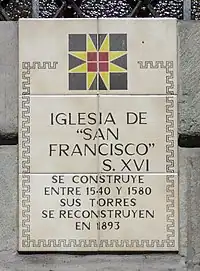 IGLESIA DE
"SAN
FRANCISCO"
S. XVI
SE CONSTRUYE
ENTRE 1540 Y 1580
SUS TORRES
SE RECONSTRUYEN
EN 1893